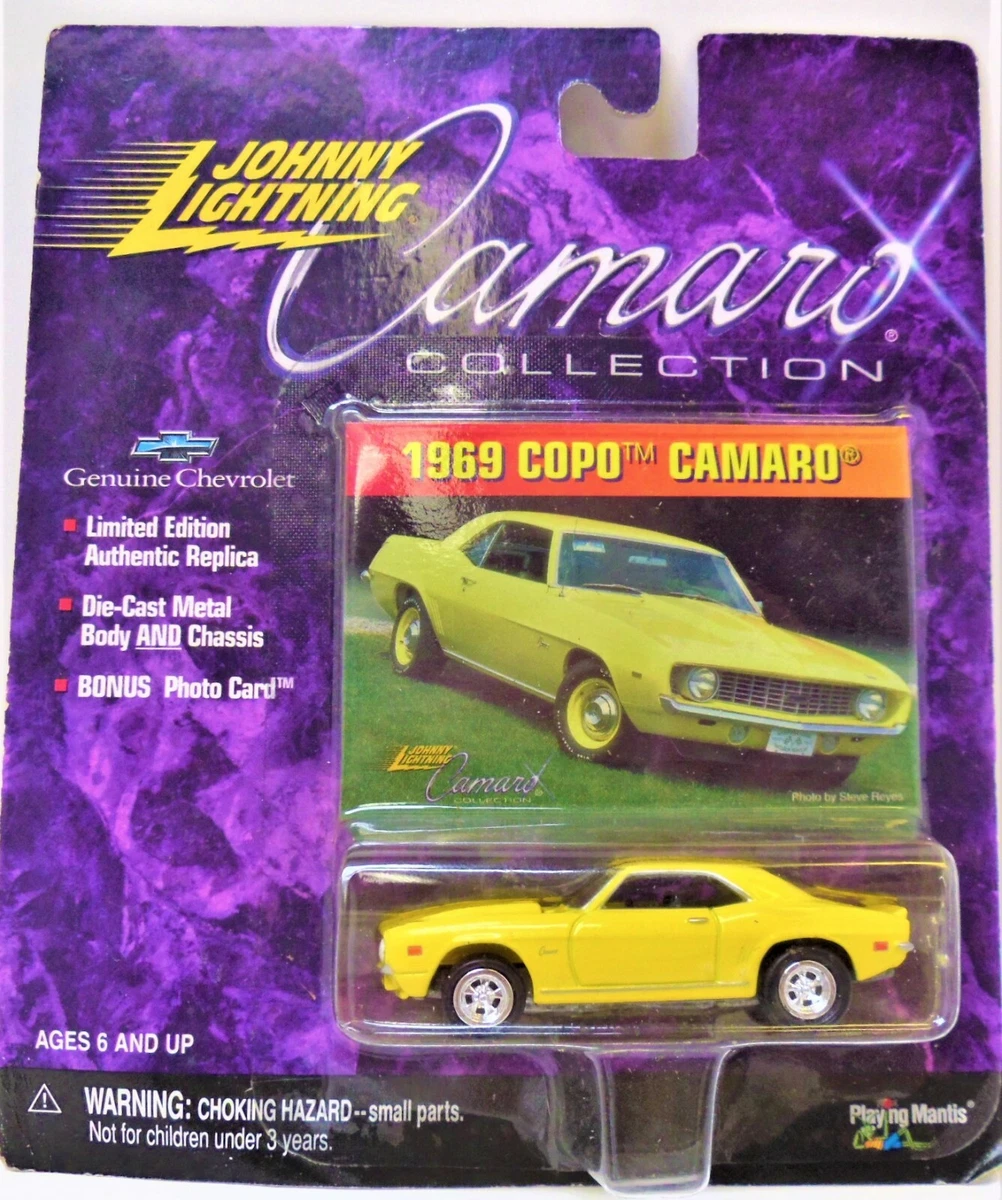 JOHNNY
LIGHTNING®
Camaro®
COLLECTION
Genuine Chevrolet
Limited Edition
Authentic Replica
Die-Cast Metal
Body AND Chassis
BONUS Photo Card™
1969 COPO™ CAMARO®
JOHNNY
LIGHTNING
Camaro®
COLLECTION
Photo by Steve Reyes
AGES 6 AND UP
WARNING: CHOKING HAZARD--small parts.
Not for children under 3 years.
Playing Mantis®